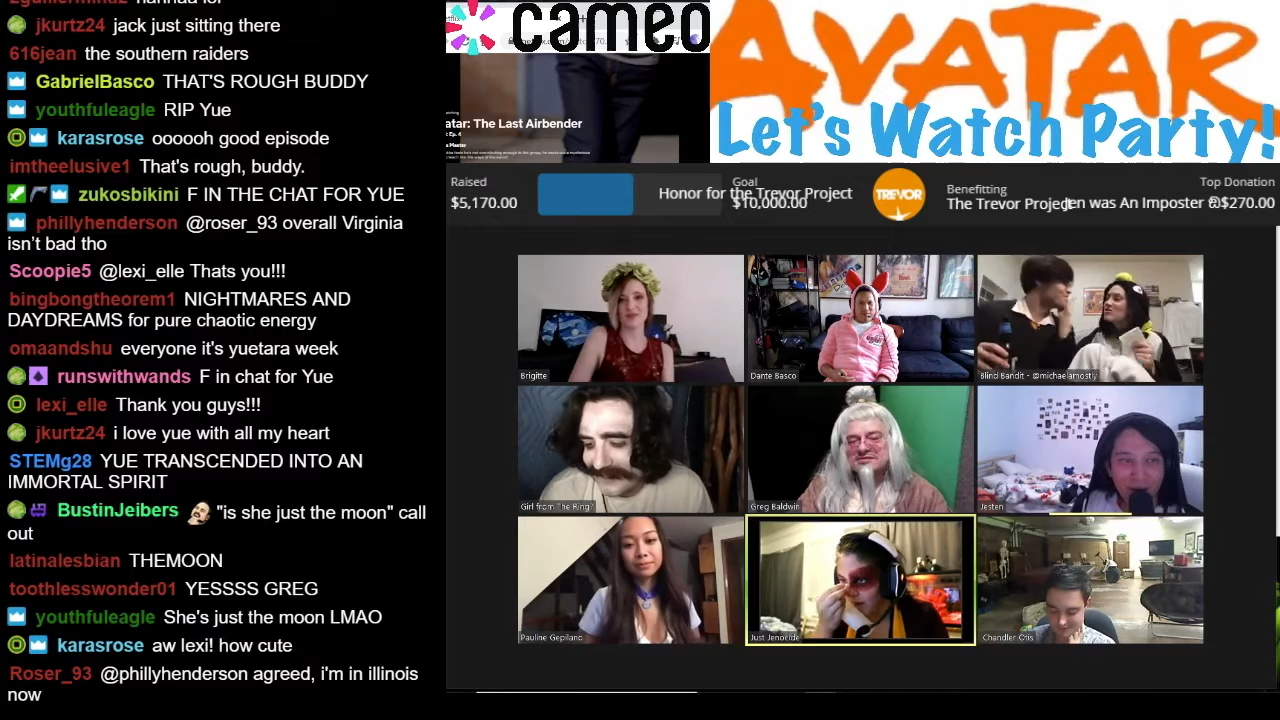 jkurtz24 jack just sitting there
616jean the southern raiders
GabrielBasco THAT'S ROUGH BUDDY
youthfuleagle RIP Yue
karasrose oooooh good episode
imtheelusive1 That's rough, buddy.
zukosbikini F IN THE CHAT FOR YUE
phillyhenderson @roser_93 overall Virginia
isn't bad tho
Scoopie5 @lexi_elle Thats you!!!
bingbongtheorem1 NIGHTMARES AND
DAYDREAMS for pure chaotic energy
omaandshu everyone it's yuetara week
runswithwands F in chat for Yue
lexi_elle Thank you guys!!!
jkurtz24 i love yue with all my heart
STEMg28 YUE TRANSCENDED INTO AN
IMMORTAL SPIRIT
BustinJeibers "is she just the moon" call
out
latinalesbian THEMOON
toothlesswonder01 YESSSS GREG
youthfuleagle She's just the moon LMAO
karasrose aw lexi! how cute
Roser_93 @phillyhenderson agreed, i'm in illinois
now
cameo
atar: The Last Airbender
AVATAR
Let's Watch Party!
Raised
$5,170.00
Honor for the Trevor Project
Goal
$10,000.00
TREVOR
Benefitting
The Trevor Project
Top Donation
Jen was An Imposter $270.00
Brigitte
Dante Basco
Blind Bandit - @michaelamostly
Girl from The Ring?
Greg Baldwin
Jesten
Pauline Gepilano
Just Jenocide
Chandler Otis